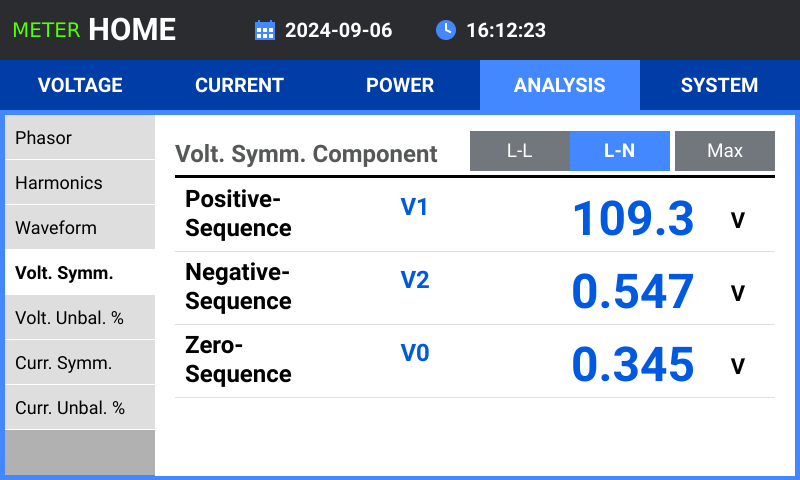 METER HOME 2024-09-06 16:12:23
VOLTAGE CURRENT POWER ANALYSIS SYSTEM
Phasor
Harmonics
Waveform
Volt. Symm.
Volt. Unbal. %
Curr. Symm.
Curr. Unbal. %
Volt. Symm. Component L-L L-N Max
Positive-
Sequence V1 109.3 V
Negative-
Sequence V2 0.547 V
Zero-
Sequence V0 0.345 V